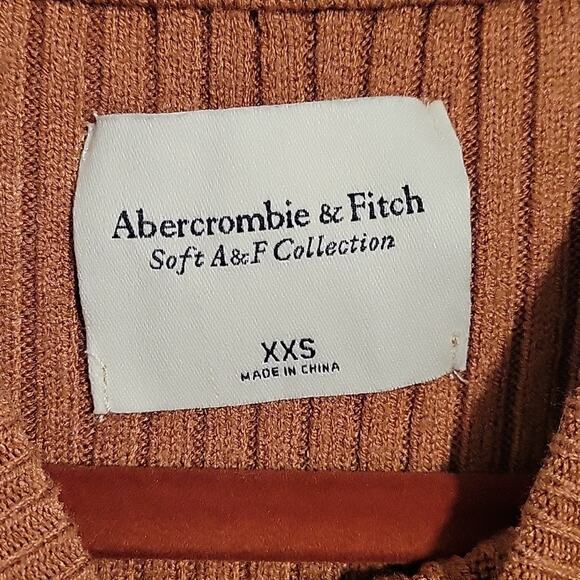 Abercrombie & Fitch
Soft A&F Collection
XXS
MADE IN CHINA